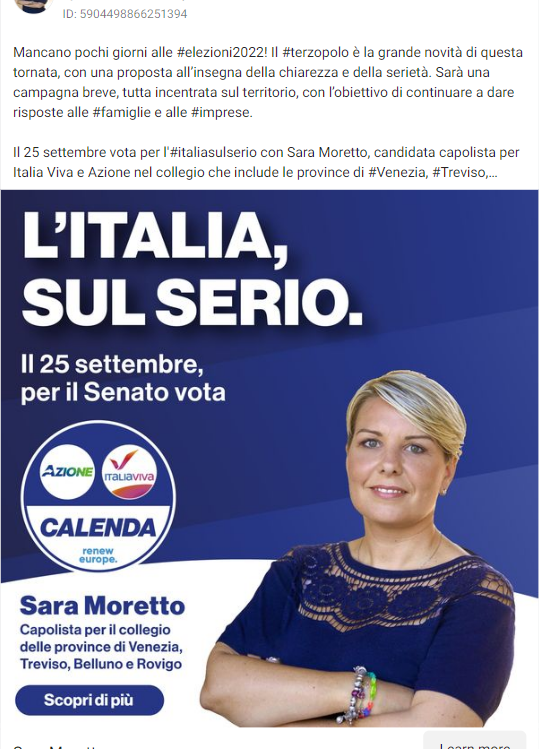 ID: 5904498866251394
Mancano pochi giorni alle #elezioni2022! Il #terzopolo è la grande novità di questa
tornata, con una proposta all’insegna della chiarezza e della serietà. Sarà una
campagna breve, tutta incentrata sul territorio, con l’obiettivo di continuare a dare
risposte alle #famiglie e alle #imprese.
Il 25 settembre vota per l'#italiasulserio con Sara Moretto, candidata capolista per
Italia Viva e Azione nel collegio che include le province di #Venezia, #Treviso,...
L’ITALIA,
SUL SERIO.
Il 25 settembre,
per il Senato vota
AZIONE
ITALIAVIVA
CALENDA
renew
europe.
Sara Moretto
Capolista per il collegio
delle province di Venezia,
Treviso, Belluno e Rovigo
Scopri di più
Learn more